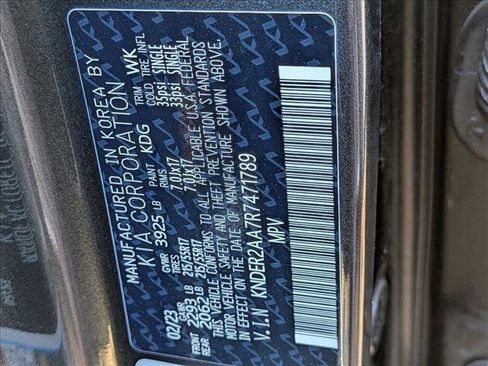 MANUFACTURED IN KOREA BY
KIA CORPORATION
02/23 GVWR 3925 LB PAINT KDG TRIM WK
GAWR TIRES RIMS COLD TIRE INFL
FRONT 2293 LB 215/55R17 7.0Jx17 35psi SINGLE
REAR 2062 LB 215/55R17 7.0Jx17 33psi SINGLE
THIS VEHICLE CONFORMS TO ALL APPLICABLE U.S.A. FEDERAL
MOTOR VEHICLE SAFETY AND THEFT PREVENTION STANDARDS
IN EFFECT ON THE DATE OF MANUFACTURE SHOWN ABOVE.
V.I.N KNDER2AA7R7471789
MPV